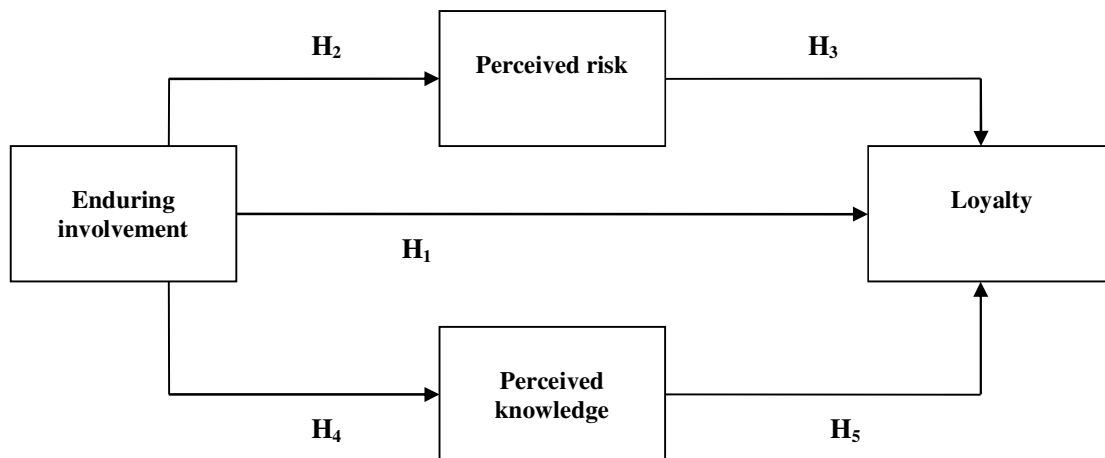 H₂
Perceived risk
H₃
Enduring
involvement
Loyalty
H₁
Perceived
knowledge
H₄
H₅